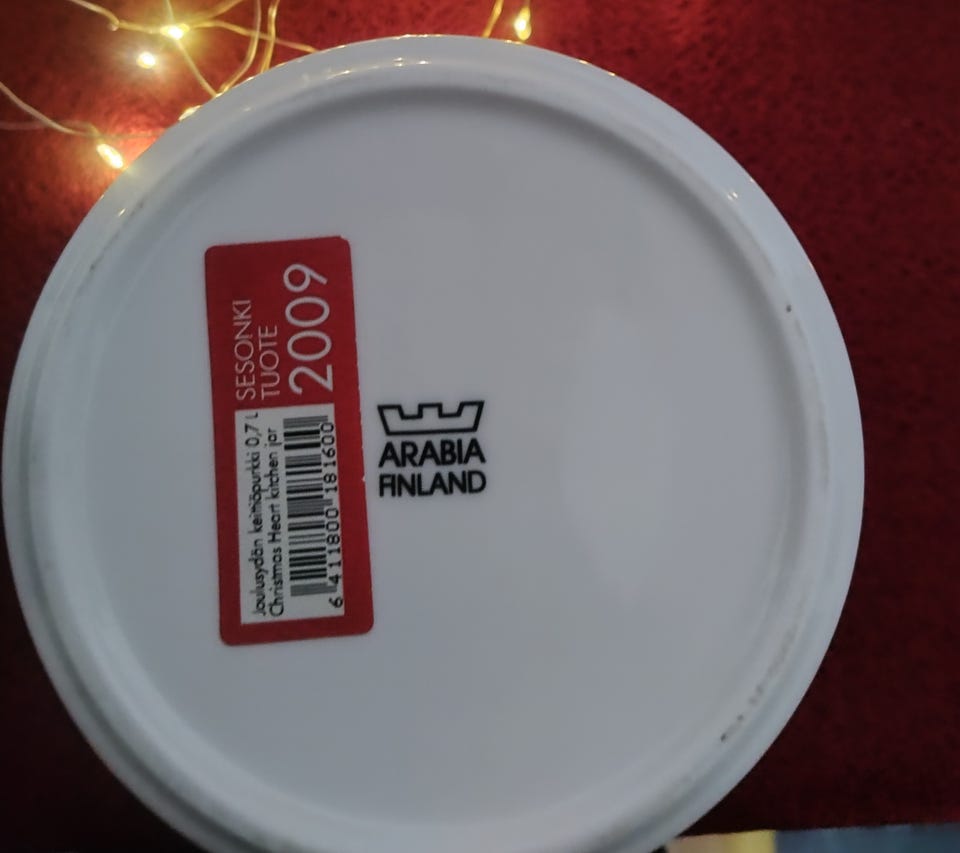 SESONKI
TUOTE
2009
Joulusydän keittiöpurkki 0,7 L
Christmas Heart kitchen jar
6 411800 181600
ARABIA
FINLAND